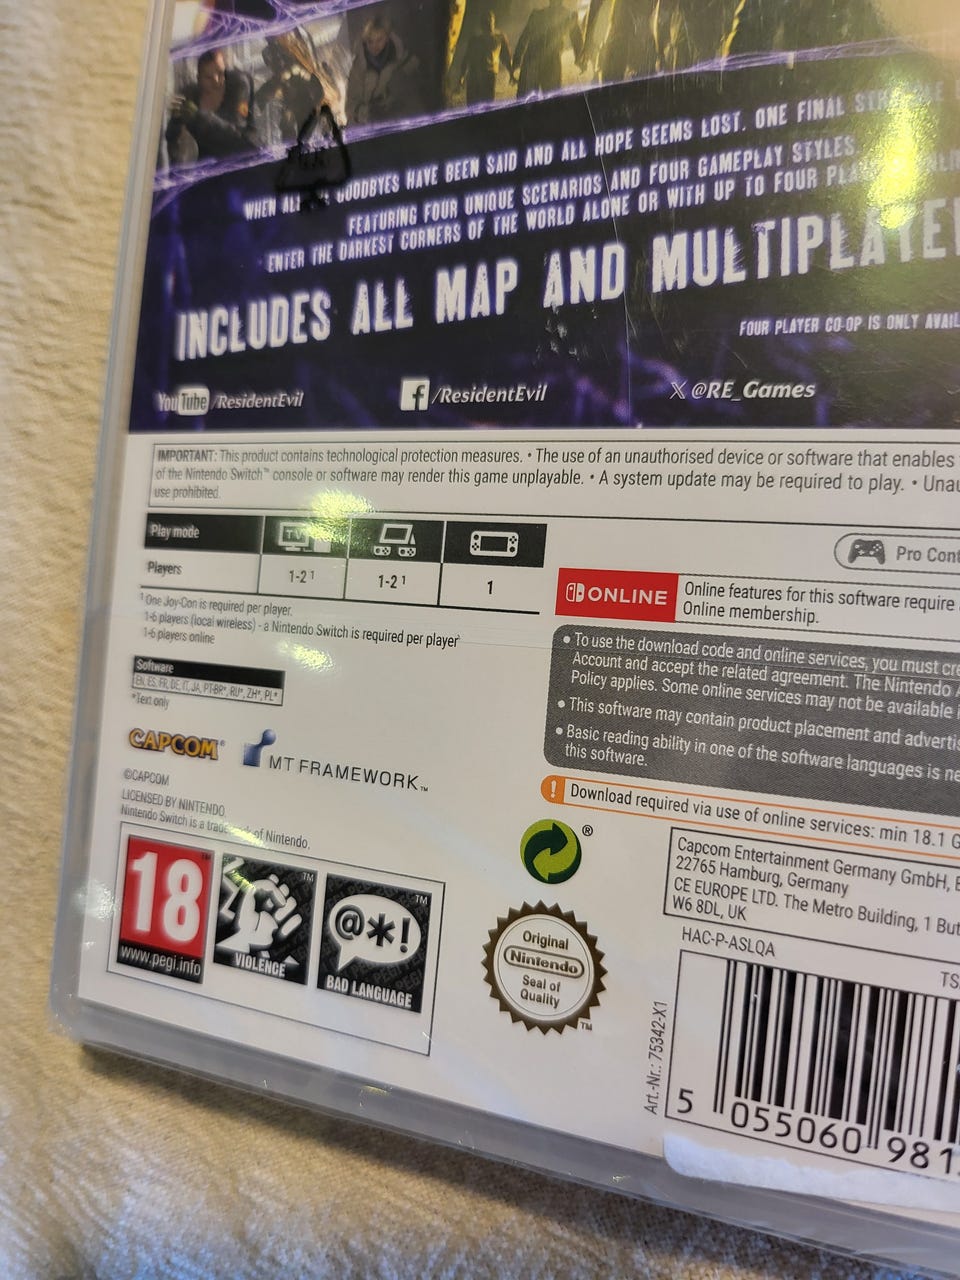 WHEN ALL GOODBYES HAVE BEEN SAID AND ALL HOPE SEEMS LOST. ONE FINAL
FEATURING FOUR UNIQUE SCENARIOS AND FOUR GAMEPLAY STYLES
ENTER THE DARKEST CORNERS OF THE WORLD ALONE OR WITH UP TO FOUR
INCLUDES ALL MAP AND MULTIPLAYE
FOUR PLAYER CO-OP IS ONLY AVAIL
YouTube /ResidentEvil
f /ResidentEvil
X @RE_Games
IMPORTANT: This product contains technological protection measures. • The use of an unauthorised device or software that enables
of the Nintendo Switch™ console or software may render this game unplayable. • A system update may be required to play. • Unau
use prohibited.
Play mode
TV
Players
1-2 ¹
1-2 ¹
1
¹ One Joy-Con is required per player.
1-6 players (local wireless) - a Nintendo Switch is required per player
1-6 players online
Software
EN, ES, FR, DE, IT, JA, PT-BR*, RU*, ZH*, PL*
*Text only
CAPCOM®
MT FRAMEWORK™
©CAPCOM
LICENSED BY NINTENDO
Nintendo Switch is a trade of Nintendo.
18
www.pegi.info
VIOLENCE
™
@*!
™
BAD LANGUAGE
Pro Cont
ONLINE
Online features for this software require
Online membership.
• To use the download code and online services, you must cre
Account and accept the related agreement. The Nintendo A
Policy applies. Some online services may not be available i
• This software may contain product placement and advertis
• Basic reading ability in one of the software languages is ne
this software.
! Download required via use of online services: min 18.1 G
®
Original
Nintendo
Seal of
Quality
™
Capcom Entertainment Germany GmbH, B
22765 Hamburg, Germany
CE EUROPE LTD. The Metro Building, 1 But
W6 8DL, UK
HAC-P-ASLQA
TS
Art.-Nr.: 75342-X1
5 055060 981